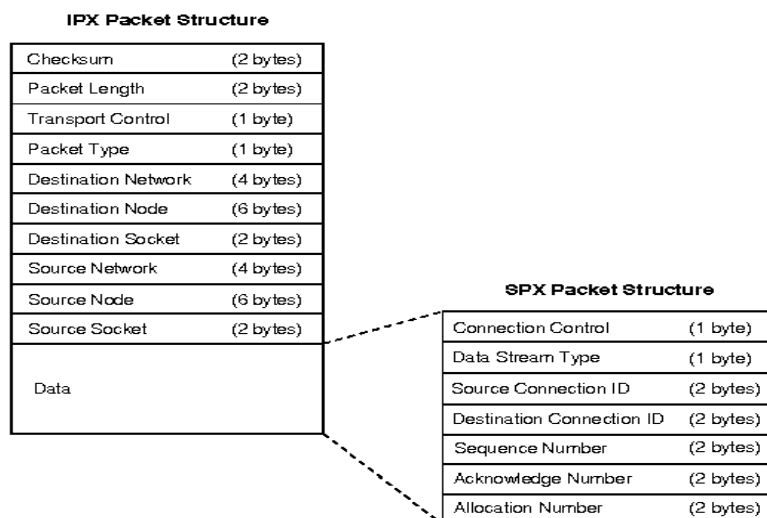 IPX Packet Structure
Checksum (2 bytes)
Packet Length (2 bytes)
Transport Control (1 byte)
Packet Type (1 byte)
Destination Network (4 bytes)
Destination Node (6 bytes)
Destination Socket (2 bytes)
Source Network (4 bytes)
Source Node (6 bytes)
Source Socket (2 bytes)
Data
SPX Packet Structure
Connection Control (1 byte)
Data Stream Type (1 byte)
Source Connection ID (2 bytes)
Destination Connection ID (2 bytes)
Sequence Number (2 bytes)
Acknowledge Number (2 bytes)
Allocation Number (2 bytes)